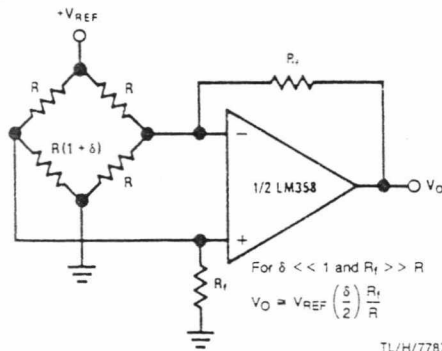 +VREF
R
R
Rf
R(1 + δ)
R
−
1/2 LM358
VO
+
Rf
For δ << 1 and Rf >> R
VO ≅ VREF (δ/2) Rf/R